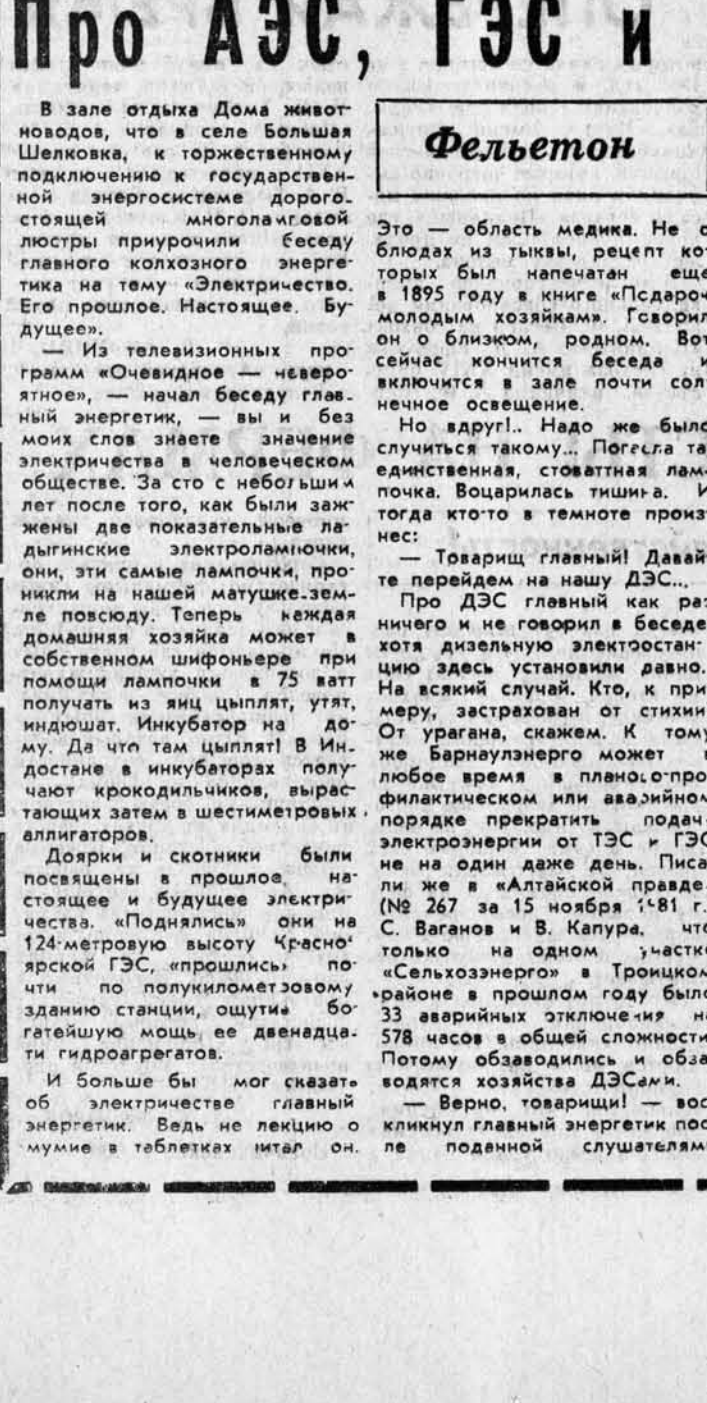 Про АЭС, ГЭС и
В зале отдыха Дома живот-
новодов, что в селе Большая
Шелковка, к торжественному
подключению к государствен-
ной энергосистеме дорого-
стоящей многоламповой
люстры приурочили беседу
главного колхозного энерге-
тика на тему «Электричество.
Его прошлое. Настоящее. Бу-
дущее».
— Из телевизионных про-
грамм «Очевидное — неверо-
ятное», — начал беседу глав-
ный энергетик, — вы и без
моих слов знаете значение
электричества в человеческом
обществе. За сто с небольшим
лет после того, как были заж-
жены две показательные ла-
дыгинские электролампочки,
они, эти самые лампочки, про-
никли на нашей матушке-зем-
ле повсюду. Теперь каждая
домашняя хозяйка может в
собственном шифоньере при
помощи лампочки в 75 ватт
получать из яиц цыплят, утят,
индюшат. Инкубатор на до-
му. Да что там цыплят! В Ин-
достане в инкубаторах полу-
чают крокодильчиков, вырас-
тающих затем в шестиметровых
аллигаторов.
Доярки и скотники были
посвящены в прошлое, на-
стоящее и будущее электри-
чества. «Поднялись» они на
124-метровую высоту Красно-
ярской ГЭС, «прошлись» по-
чти по полукилометровому
зданию станции, ощутив бо-
гатейшую мощь ее двенадца-
ти гидроагрегатов.
И больше бы мог сказать
об электричестве главный
энергетик. Ведь не лекцию о
мумие в таблетках читал он.
Фельетон
Это — область медика. Не о
блюдах из тыквы, рецепт кот
торых был напечатан еще
в 1895 году в книге «Подароч
молодым хозяйкам». Говорил
он о близком, родном. Вот
сейчас кончится беседа и
включится в зале почти сол
нечное освещение.
Но вдруг!.. Надо же было
случиться такому... Погасла та
единственная, стоваттная лам-
почка. Воцарилась тишина. И
тогда кто-то в темноте произ-
нес:
— Товарищ главный! Давай
те перейдем на нашу ДЭС...
Про ДЭС главный как раз
ничего и не говорил в беседе
хотя дизельную электростан-
цию здесь установили давно.
На всякий случай. Кто, к при
меру, застрахован от стихии
От урагана, скажем. К тому
же Барнаулэнерго может в
любое время в планово-про
филактическом или аварийном
порядке прекратить подач
электроэнергии от ТЭС и ГЭС
не на один даже день. Писа
ли же в «Алтайской правде
(№ 267 за 15 ноября 1981 г.
С. Ваганов и В. Капура, что
только на одном участке
«Сельхозэнерго» в Троицком
районе в прошлом году было
33 аварийных отключения на
578 часов в общей сложности
Потому обзаводились и обза
водятся хозяйства ДЭСами.
— Верно, товарищи! — вос
кликнул главный энергетик пос
ле поданной слушателям